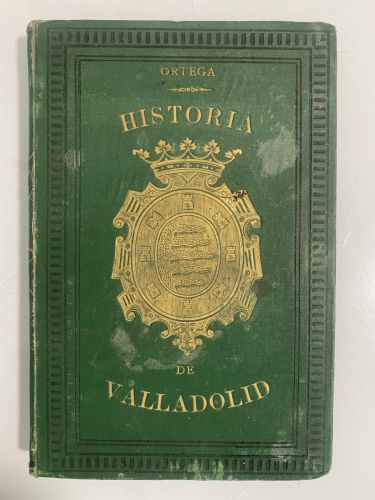 ORTEGA
HISTORIA
DE
VALLADOLID